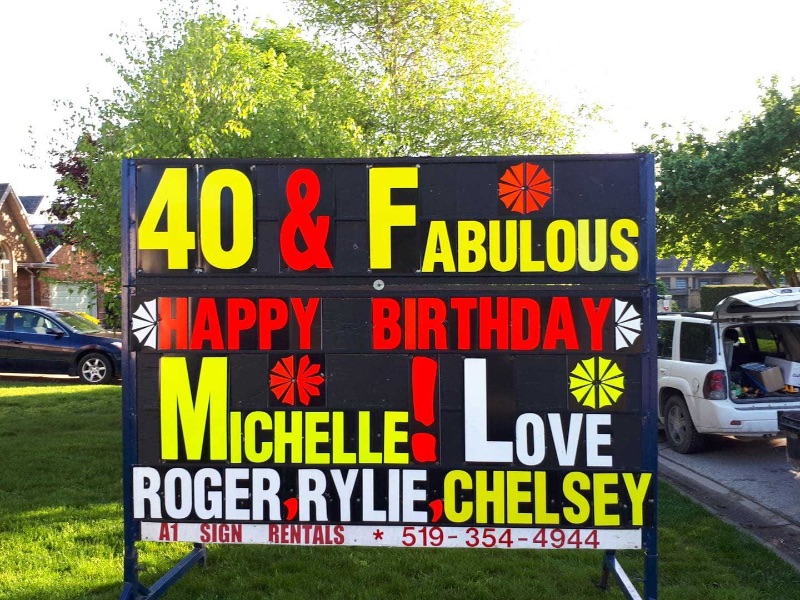 40 & FABULOUS
HAPPY BIRTHDAY
MICHELLE! LOVE
ROGER, RYLIE, CHELSEY
A1 SIGN RENTALS * 519-354-4944